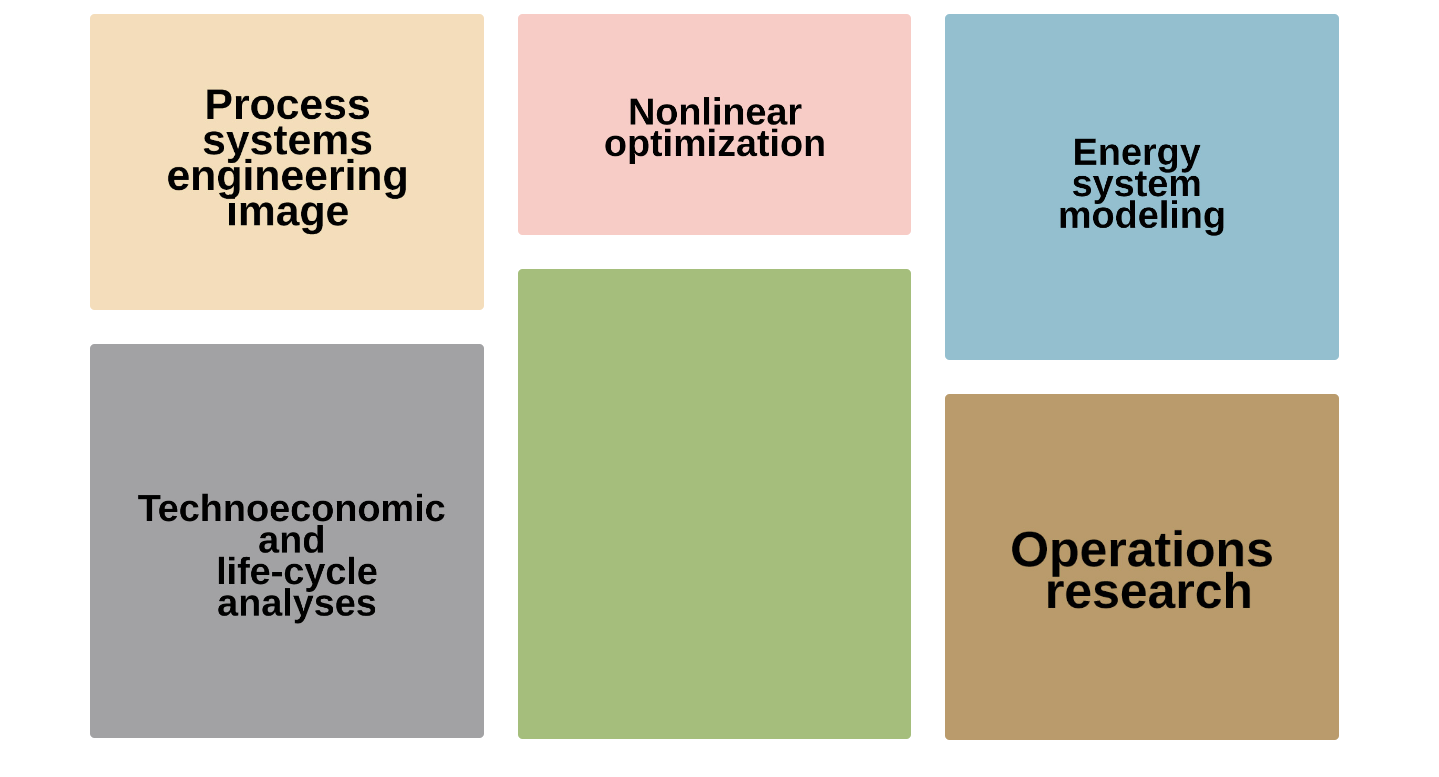 Process
systems
engineering
image
Nonlinear
optimization
Energy
system
modeling
Technoeconomic
and
life-cycle
analyses
Operations
research